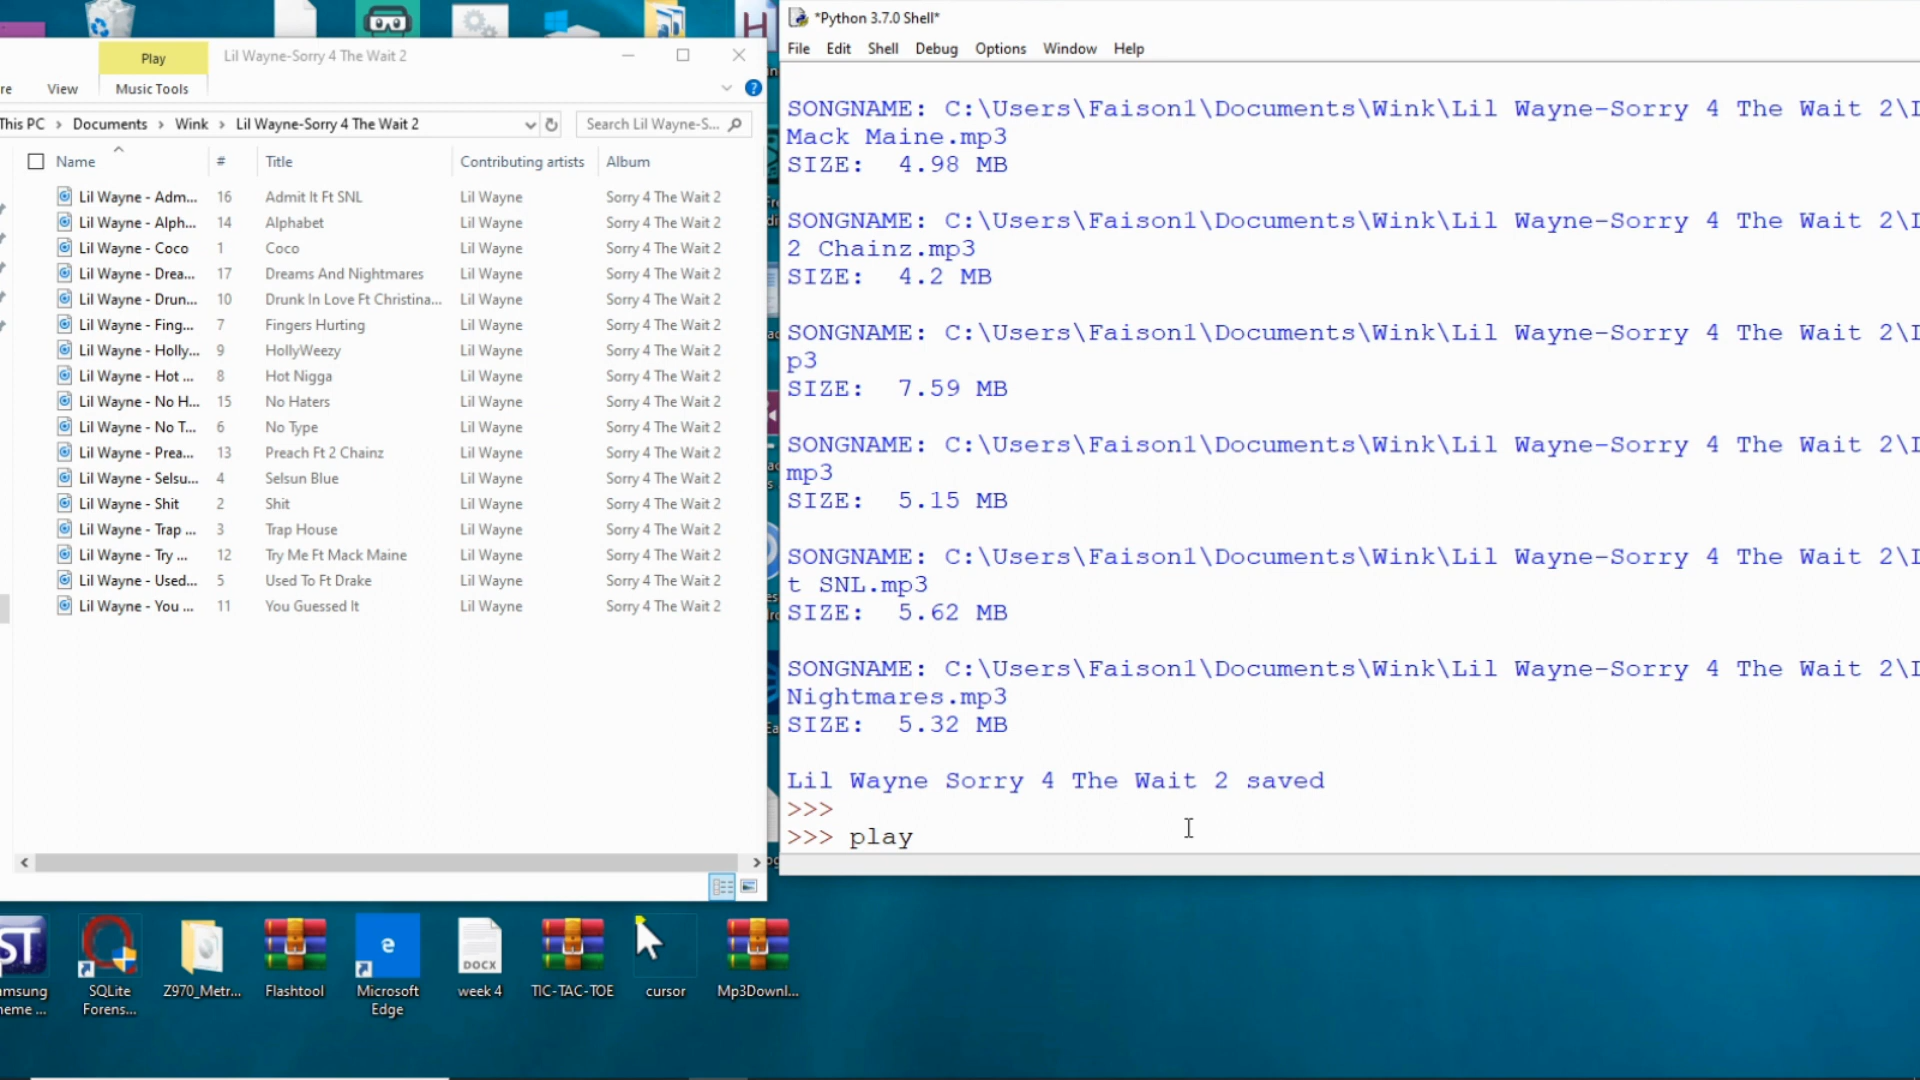 Play
Lil Wayne-Sorry 4 The Wait 2
re
View
Music Tools
This PC > Documents > Wink > Lil Wayne-Sorry 4 The Wait 2
Search Lil Wayne-S...
Name # Title Contributing artists Album
Lil Wayne - Adm... 16 Admit It Ft SNL Lil Wayne Sorry 4 The Wait 2
Lil Wayne - Alph... 14 Alphabet Lil Wayne Sorry 4 The Wait 2
Lil Wayne - Coco 1 Coco Lil Wayne Sorry 4 The Wait 2
Lil Wayne - Drea... 17 Dreams And Nightmares Lil Wayne Sorry 4 The Wait 2
Lil Wayne - Drun... 10 Drunk In Love Ft Christina... Lil Wayne Sorry 4 The Wait 2
Lil Wayne - Fing... 7 Fingers Hurting Lil Wayne Sorry 4 The Wait 2
Lil Wayne - Holly... 9 HollyWeezy Lil Wayne Sorry 4 The Wait 2
Lil Wayne - Hot ... 8 Hot Nigga Lil Wayne Sorry 4 The Wait 2
Lil Wayne - No H... 15 No Haters Lil Wayne Sorry 4 The Wait 2
Lil Wayne - No T... 6 No Type Lil Wayne Sorry 4 The Wait 2
Lil Wayne - Prea... 13 Preach Ft 2 Chainz Lil Wayne Sorry 4 The Wait 2
Lil Wayne - Selsu... 4 Selsun Blue Lil Wayne Sorry 4 The Wait 2
Lil Wayne - Shit 2 Shit Lil Wayne Sorry 4 The Wait 2
Lil Wayne - Trap ... 3 Trap House Lil Wayne Sorry 4 The Wait 2
Lil Wayne - Try ... 12 Try Me Ft Mack Maine Lil Wayne Sorry 4 The Wait 2
Lil Wayne - Used... 5 Used To Ft Drake Lil Wayne Sorry 4 The Wait 2
Lil Wayne - You ... 11 You Guessed It Lil Wayne Sorry 4 The Wait 2
*Python 3.7.0 Shell*
File Edit Shell Debug Options Window Help
SONGNAME: C:\Users\Faison1\Documents\Wink\Lil Wayne-Sorry 4 The Wait 2\
Mack Maine.mp3
SIZE: 4.98 MB
SONGNAME: C:\Users\Faison1\Documents\Wink\Lil Wayne-Sorry 4 The Wait 2\
2 Chainz.mp3
SIZE: 4.2 MB
SONGNAME: C:\Users\Faison1\Documents\Wink\Lil Wayne-Sorry 4 The Wait 2\
p3
SIZE: 7.59 MB
SONGNAME: C:\Users\Faison1\Documents\Wink\Lil Wayne-Sorry 4 The Wait 2\
mp3
SIZE: 5.15 MB
SONGNAME: C:\Users\Faison1\Documents\Wink\Lil Wayne-Sorry 4 The Wait 2\
t SNL.mp3
SIZE: 5.62 MB
SONGNAME: C:\Users\Faison1\Documents\Wink\Lil Wayne-Sorry 4 The Wait 2\
Nightmares.mp3
SIZE: 5.32 MB
Lil Wayne Sorry 4 The Wait 2 saved
>>>
>>> play
ST
DOCX
amsung
heme ...
SQLite
Forens...
Z970_Metr...
Flashtool
Microsoft
Edge
week 4
TIC-TAC-TOE
cursor
Mp3Downl...